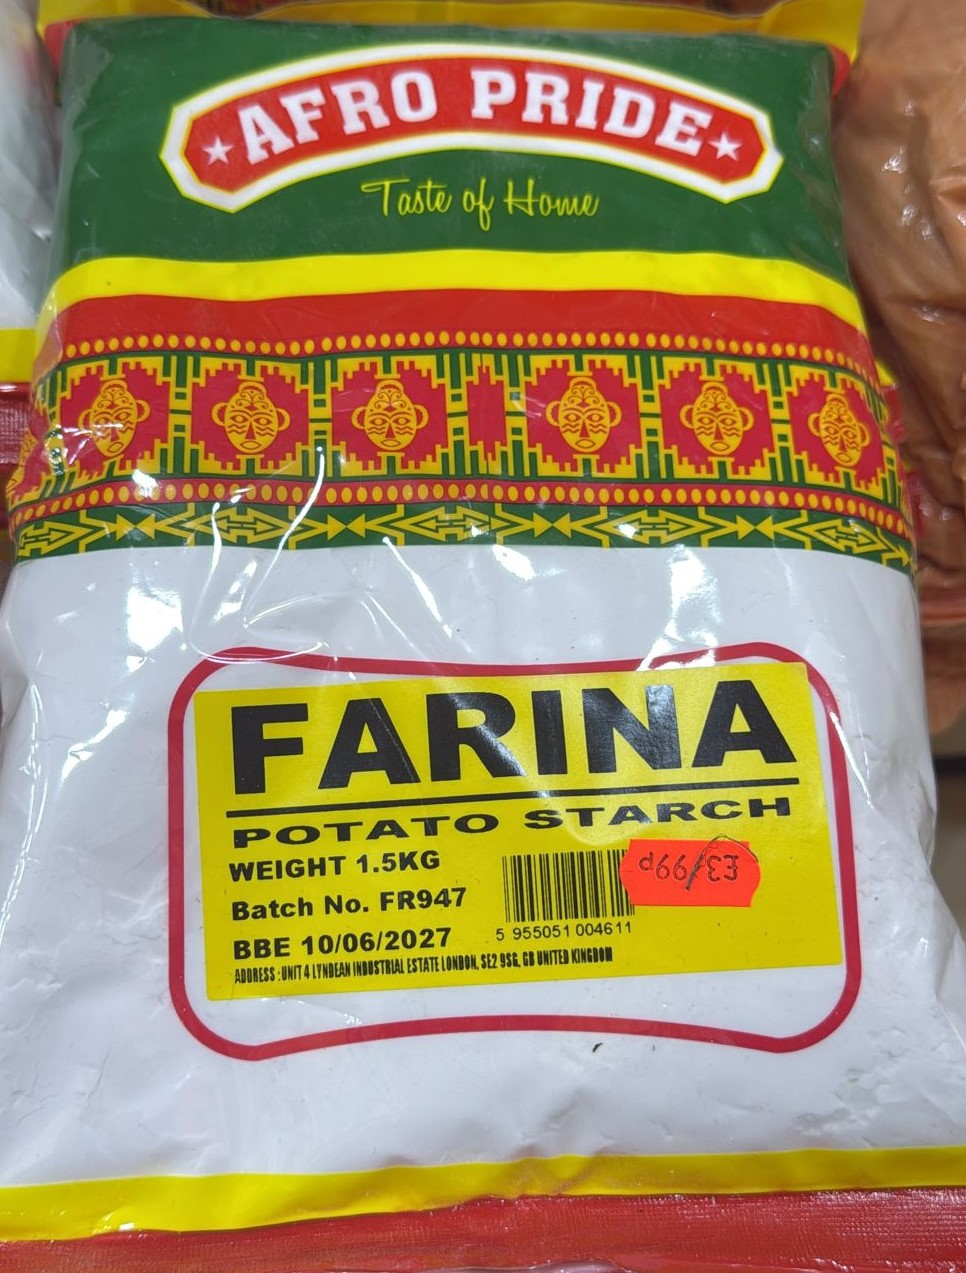 AFRO PRIDE
Taste of Home
FARINA
POTATO STARCH
WEIGHT 1.5KG
Batch No. FR947
BBE 10/06/2027
5 955051 004611
£3/99p
ADDRESS : UNIT 4 LYNDEAN INDUSTRIAL ESTATE LONDON, SE2 9SG, GB UNITED KINGDOM